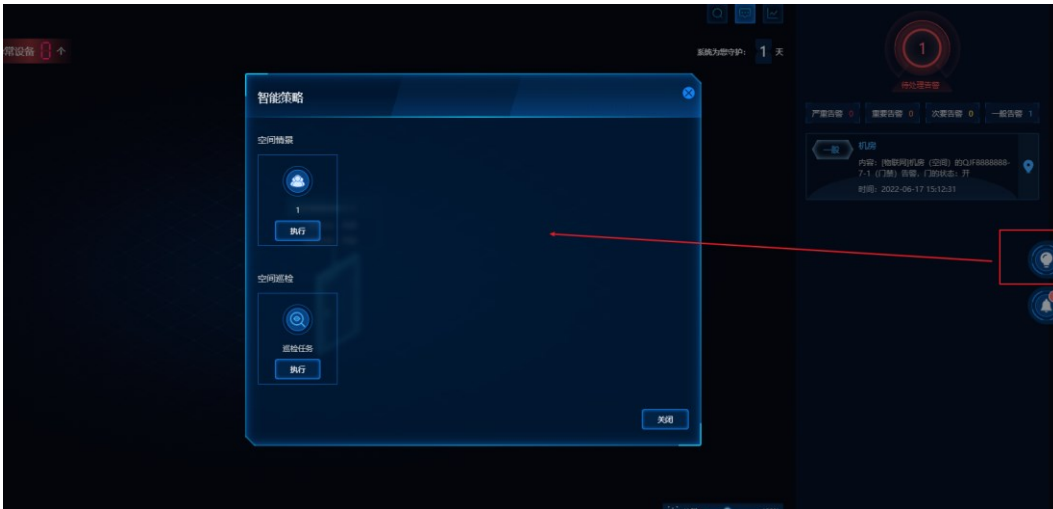 常设备 0 个
系统为您守护： 1 天
智能策略
空间情景
1
执行
空间巡检
巡检任务
执行
关闭
1
待处理告警
严重告警 0 重要告警 0 次要告警 0 一般告警 1
一般 机房
内容：[物联网]机房（空间）的QJF8888888-
7-1（门禁）告警，门的状态：开
时间：2022-06-17 15:12:31